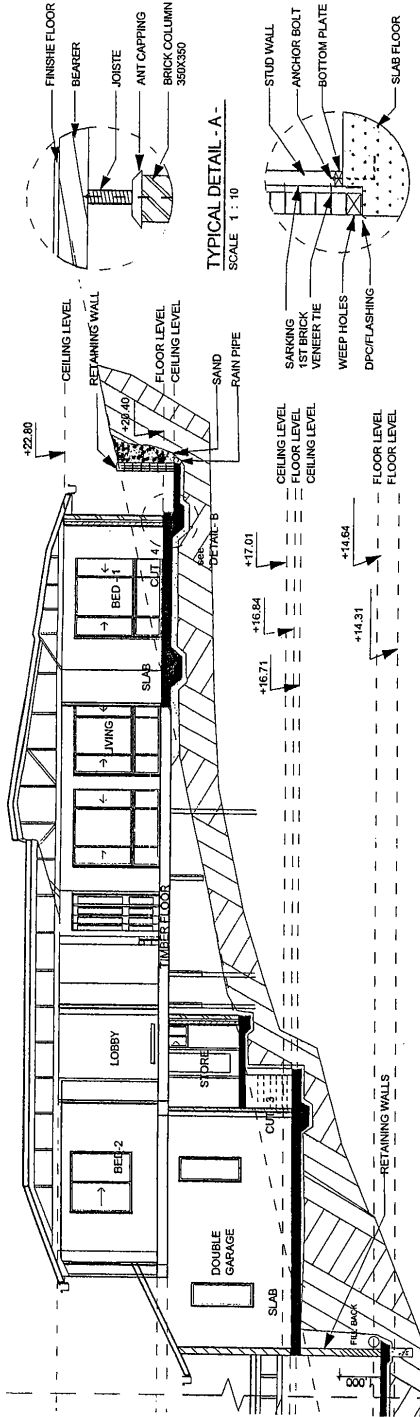 FINISHE FLOOR
BEARER
JOISTE
ANT CAPPING
BRICK COLUMN
350X350
TYPICAL DETAIL - A -
SCALE 1 : 10
STUD WALL
ANCHOR BOLT
BOTTOM PLATE
SLAB FLOOR
SARKING
1ST BRICK
VENEER TIE
WEEP HOLES
DPC/FLASHING
+22.80
CEILING LEVEL
RETAINING WALL
+20.40
FLOOR LEVEL
CEILING LEVEL
SAND
RAIN PIPE
see
DETAIL - B
BED - 1
CUT 4
SLAB
LIVING
TIMBER FLOOR
LOBBY
STORE
BED-2
CUT 3
DOUBLE
GARAGE
SLAB
FILL BACK
RETAINING WALLS
CEILING LEVEL
FLOOR LEVEL
CEILING LEVEL
+17.01
+16.84
+16.71
FLOOR LEVEL
FLOOR LEVEL
+14.64
+14.31